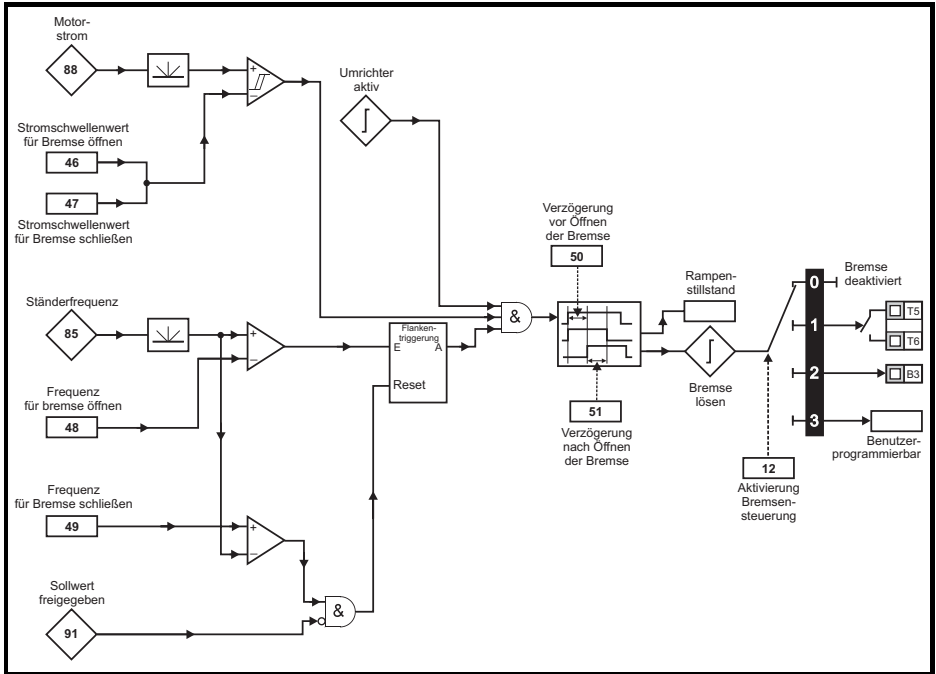 Motor-
strom
88
+
–
Stromschwellenwert
für Bremse öffnen
46
47
Stromschwellenwert
für Bremse schließen
Umrichter
aktiv
Ständerfrequenz
85
+
–
Frequenz
für bremse öffnen
48
Flanken-
triggerung
E A
Reset
Frequenz
für Bremse schließen
49
+
–
Sollwert
freigegeben
91
&
&
Verzögerung
vor Öffnen
der Bremse
50
51
Verzögerung
nach Öffnen
der Bremse
Rampen-
stillstand
Bremse
lösen
12
Aktivierung
Bremsen-
steuerung
0
1
2
3
Bremse
deaktiviert
T5
T6
B3
Benutzer-
programmierbar